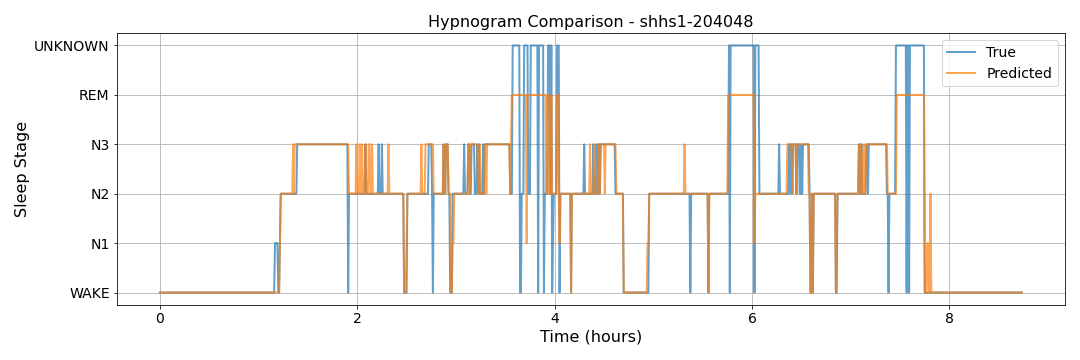 Hypnogram Comparison - shhs1-204048
UNKNOWN
REM
N3
N2
N1
WAKE
Sleep Stage
True
Predicted
0 2 4 6 8
Time (hours)